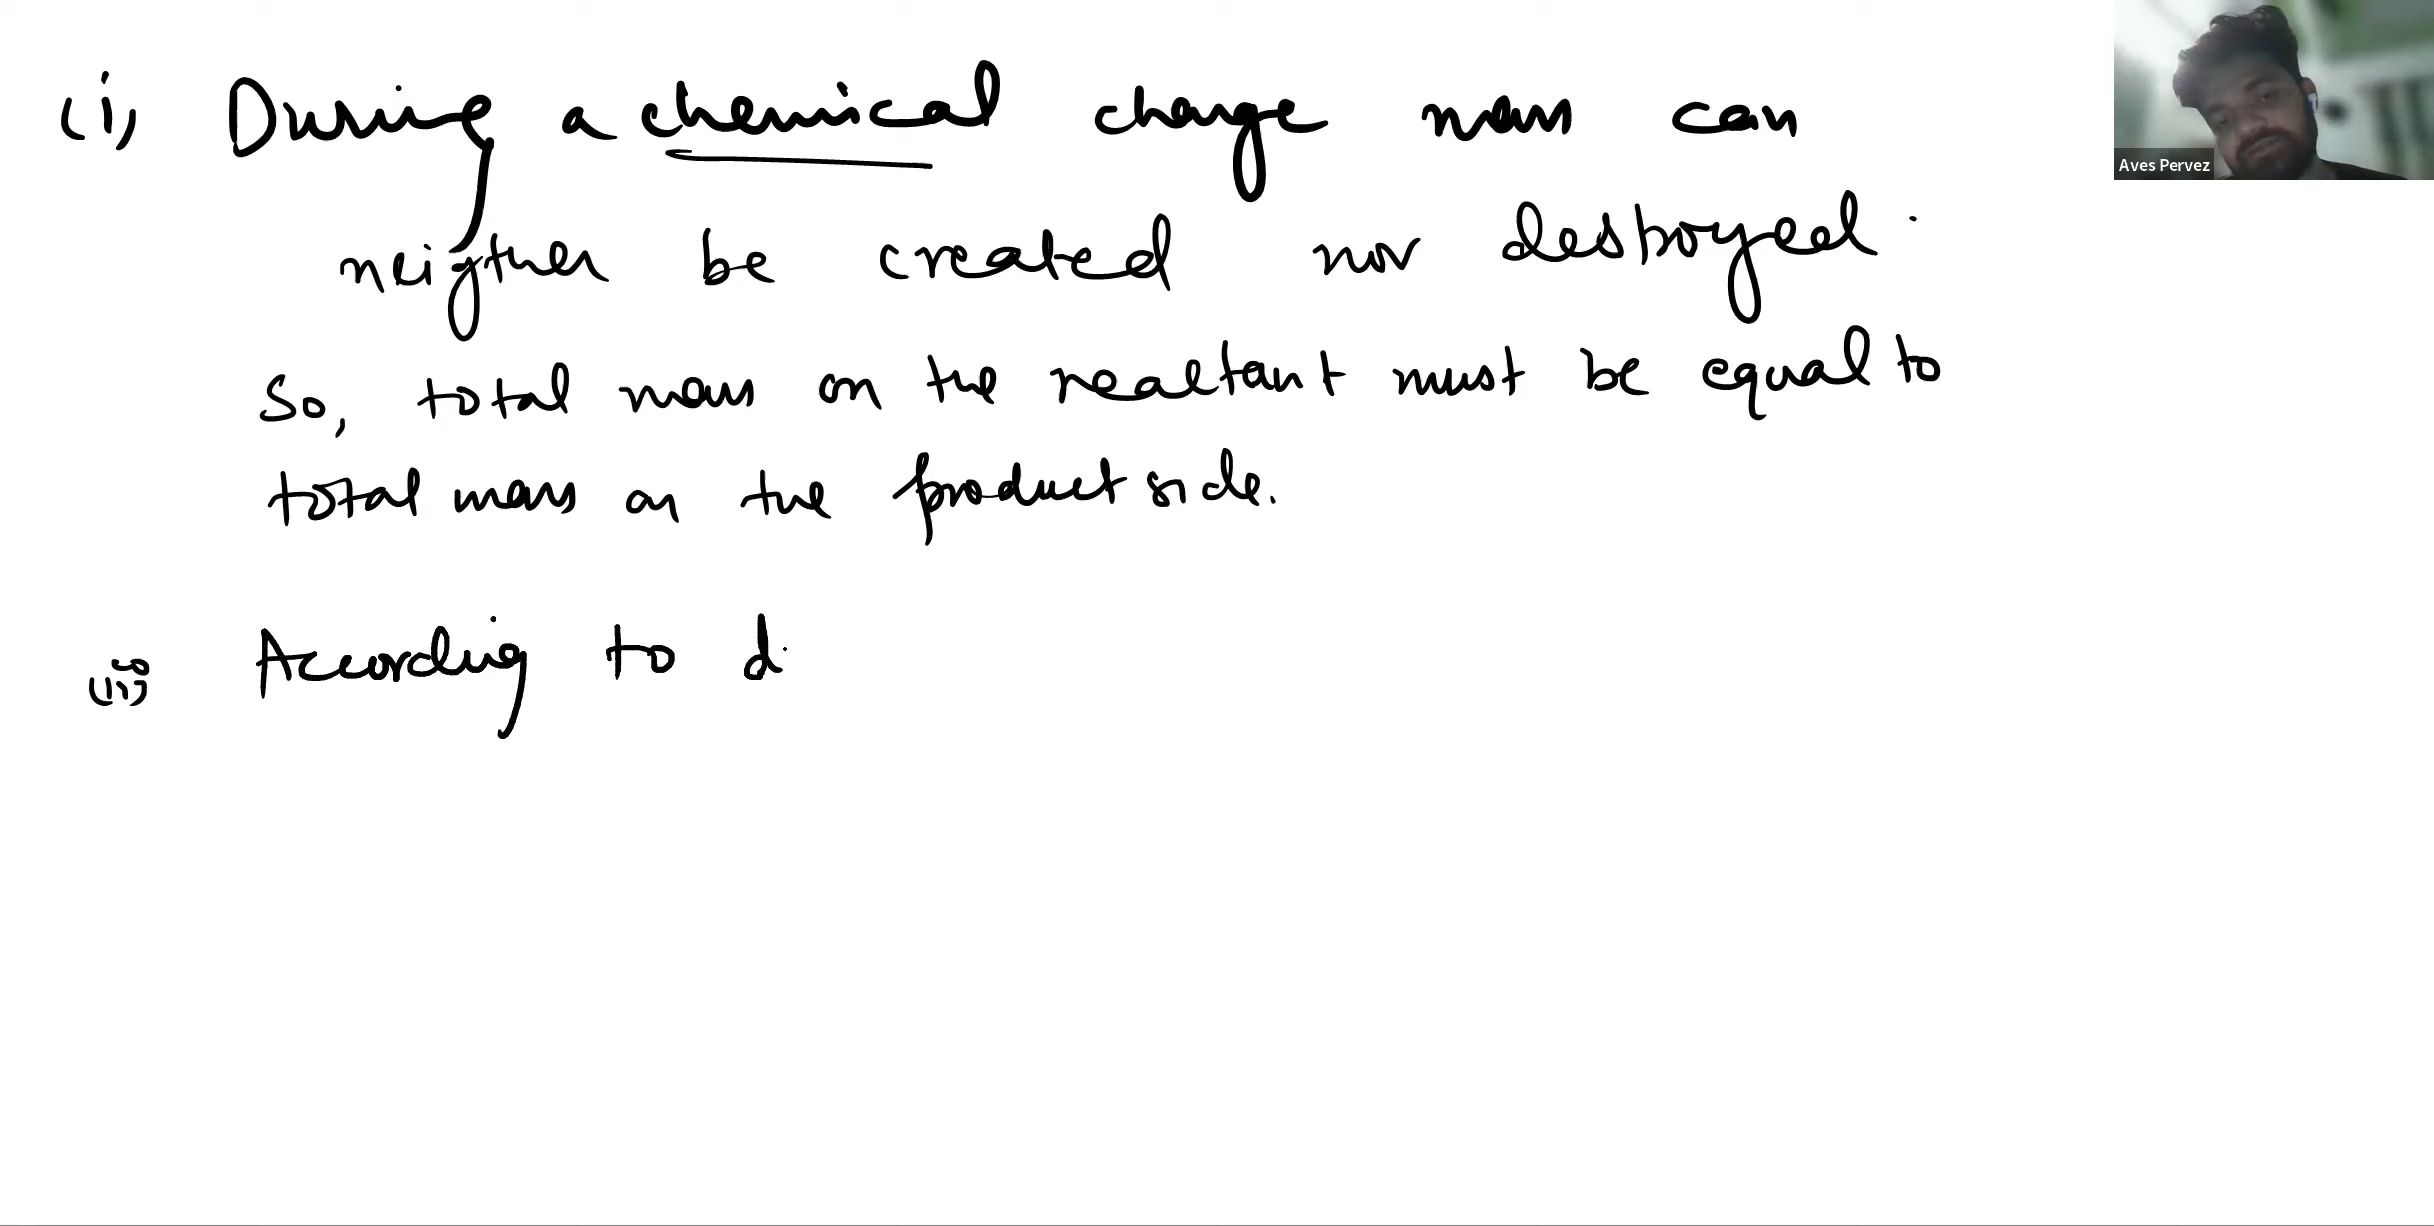 (i) During a chemical change mass can
Aves Pervez
neigther be created nor destroyed.
So, total mass on the reactant must be equal to
total mass on the product side.
(ii) According to d